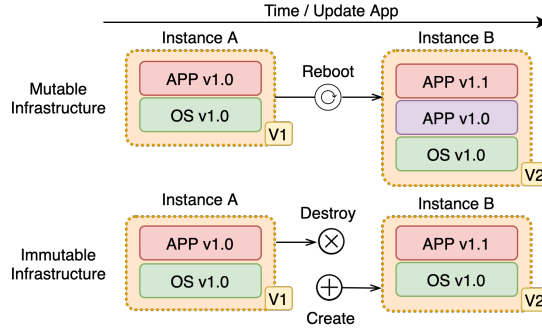 Time / Update App
Instance A
Instance B
Mutable
Infrastructure
APP v1.0
OS v1.0
V1
Reboot
APP v1.1
APP v1.0
OS v1.0
V2
Instance A
Instance B
Immutable
Infrastructure
APP v1.0
OS v1.0
V1
Destroy
Create
APP v1.1
OS v1.0
V2